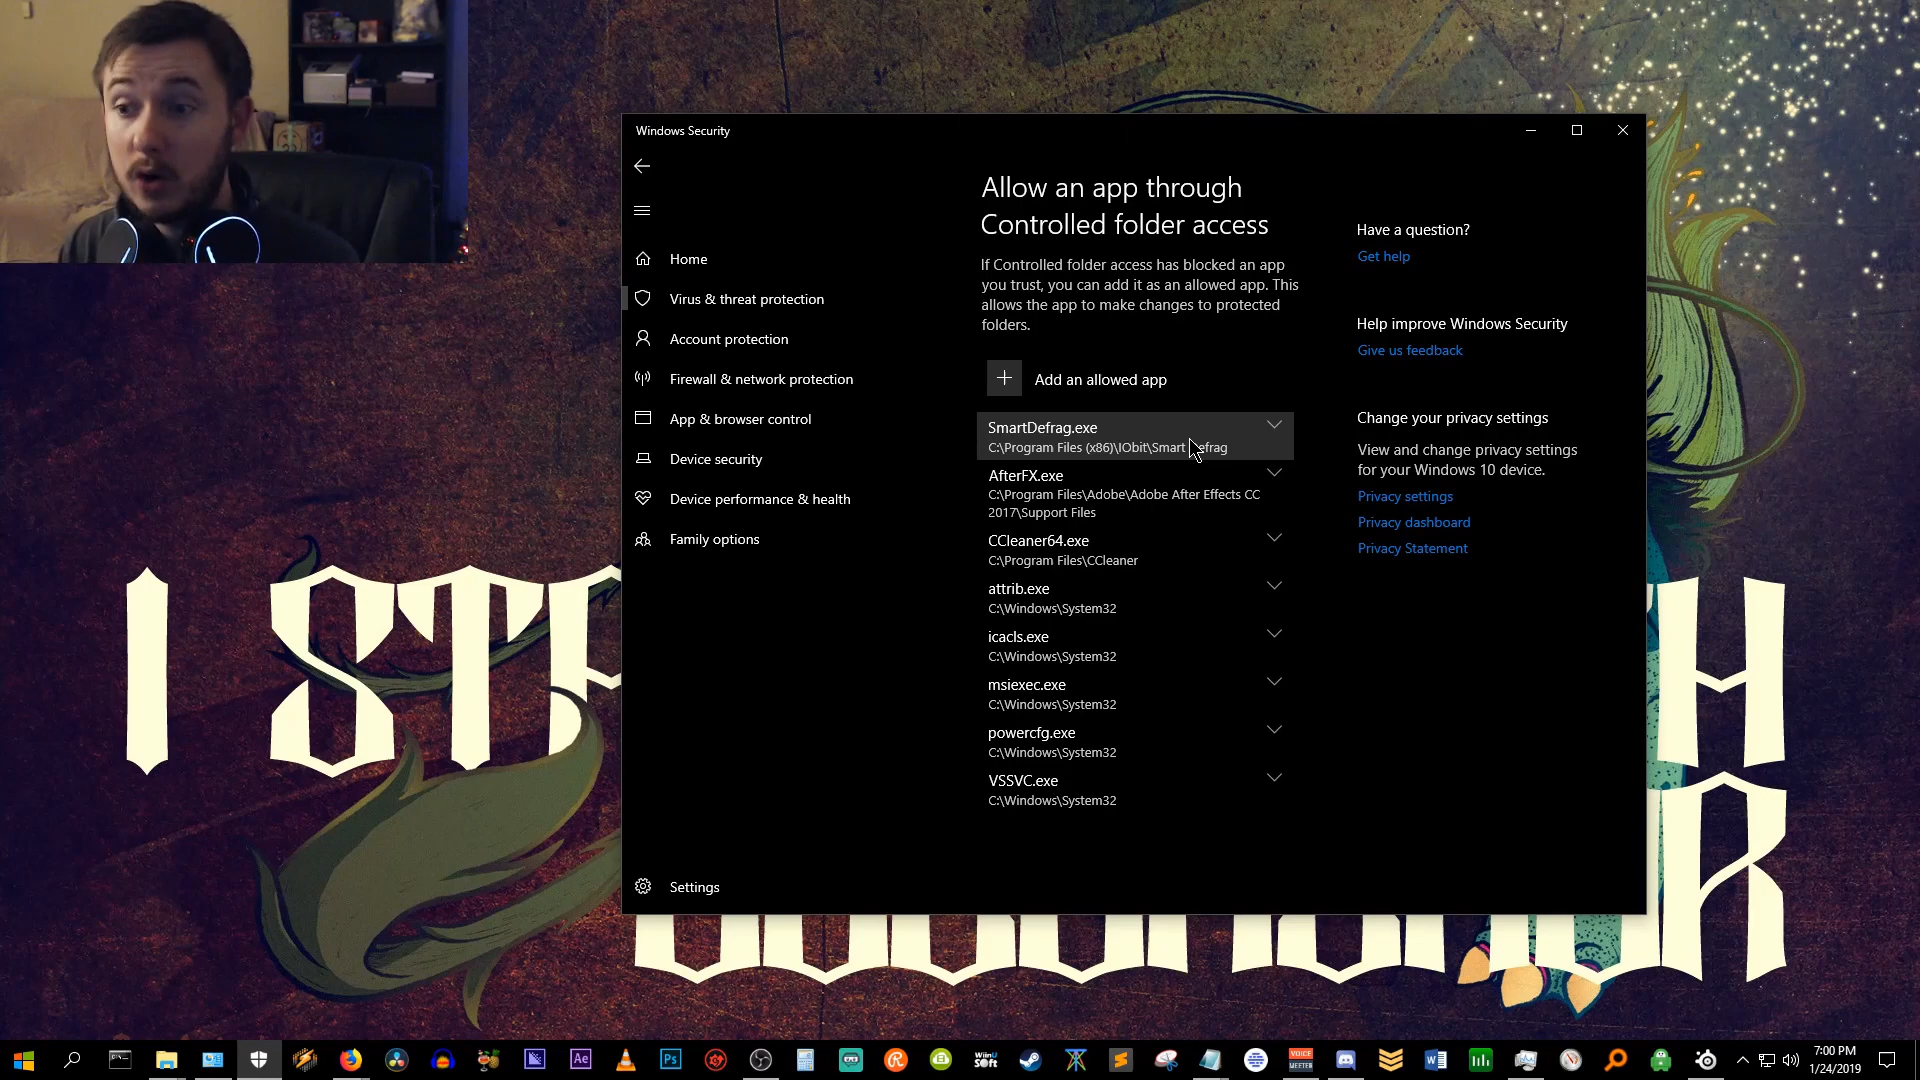 Windows Security
Allow an app through
Controlled folder access
If Controlled folder access has blocked an app
you trust, you can add it as an allowed app. This
allows the app to make changes to protected
folders.
Add an allowed app
SmartDefrag.exe
C:\Program Files (x86)\IObit\Smart Defrag
AfterFX.exe
C:\Program Files\Adobe\Adobe After Effects CC
2017\Support Files
CCleaner64.exe
C:\Program Files\CCleaner
attrib.exe
C:\Windows\System32
icacls.exe
C:\Windows\System32
msiexec.exe
C:\Windows\System32
powercfg.exe
C:\Windows\System32
VSSVC.exe
C:\Windows\System32
Home
Virus & threat protection
Account protection
Firewall & network protection
App & browser control
Device security
Device performance & health
Family options
Settings
Have a question?
Get help
Help improve Windows Security
Give us feedback
Change your privacy settings
View and change privacy settings
for your Windows 10 device.
Privacy settings
Privacy dashboard
Privacy Statement
I
Ae
Ps
WiinU
SOFT
VOICE
MEETER
7:00 PM
1/24/2019